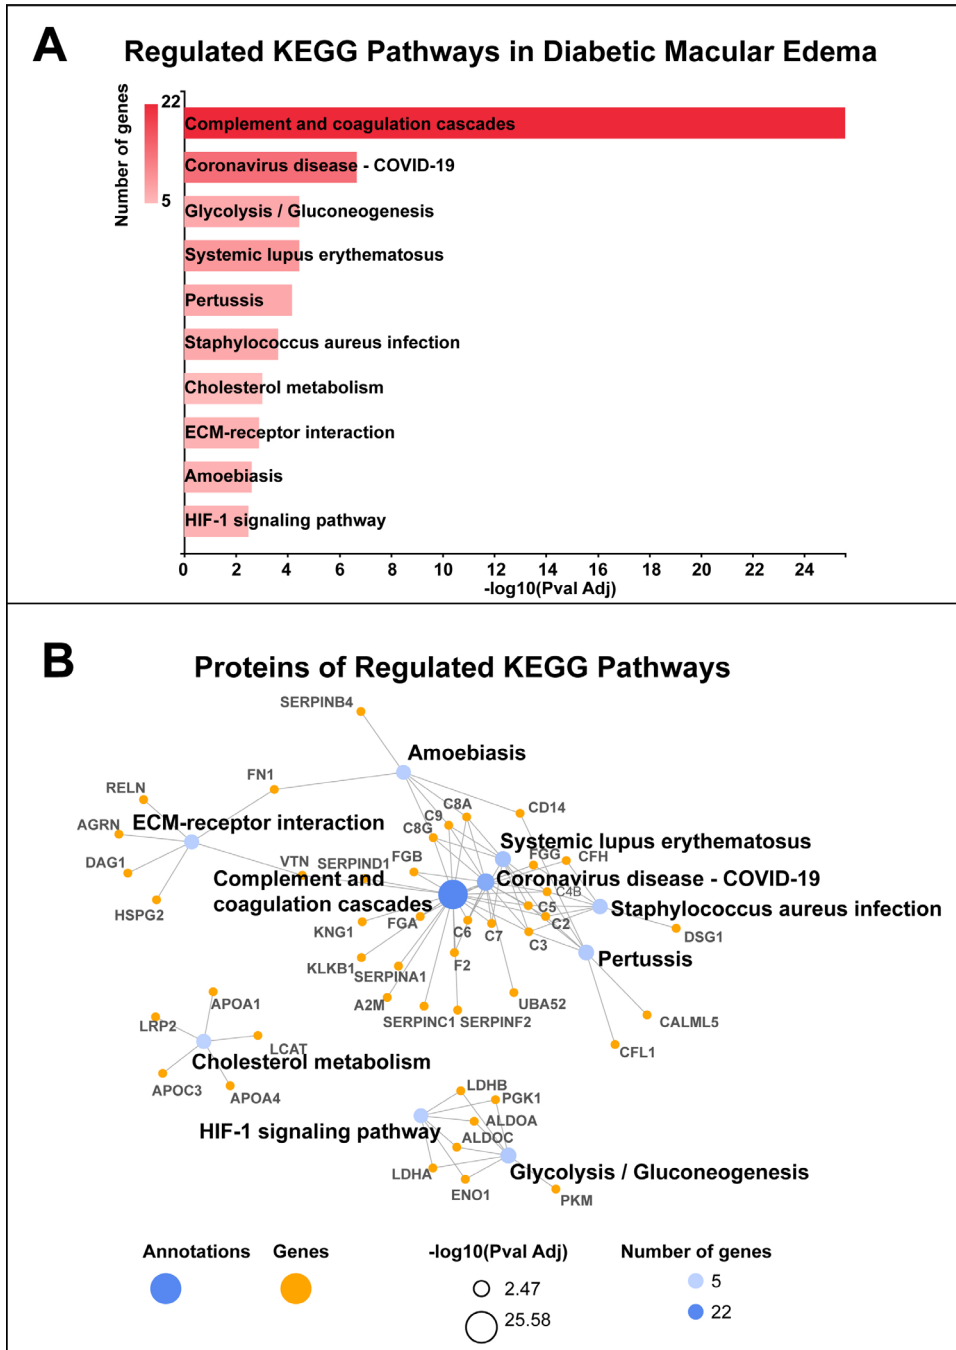 A
Regulated KEGG Pathways in Diabetic Macular Edema
Number of genes
22
5
Complement and coagulation cascades
Coronavirus disease - COVID-19
Glycolysis / Gluconeogenesis
Systemic lupus erythematosus
Pertussis
Staphylococcus aureus infection
Cholesterol metabolism
ECM-receptor interaction
Amoebiasis
HIF-1 signaling pathway
0 2 4 6 8 10 12 14 16 18 20 22 24
-log10(Pval Adj)
B
Proteins of Regulated KEGG Pathways
SERPINB4
Amoebiasis
FN1
RELN
C8A
CD14
C9
AGRN
ECM-receptor interaction
C8G
Systemic lupus erythematosus
DAG1
VTN
SERPIND1
FGB
FGG
CFH
Complement and
coagulation cascades
Coronavirus disease - COVID-19
C4B
HSPG2
C5
Staphylococcus aureus infection
KNG1
FGA
C6
C7
C2
DSG1
C3
Pertussis
KLKB1
SERPINA1
F2
A2M
UBA52
SERPINC1
SERPINF2
CALML5
CFL1
APOA1
LRP2
LCAT
Cholesterol metabolism
APOC3
APOA4
LDHB
PGK1
ALDOA
HIF-1 signaling pathway
ALDOC
LDHA
Glycolysis / Gluconeogenesis
ENO1
PKM
Annotations
Genes
-log10(Pval Adj)
2.47
25.58
Number of genes
5
22